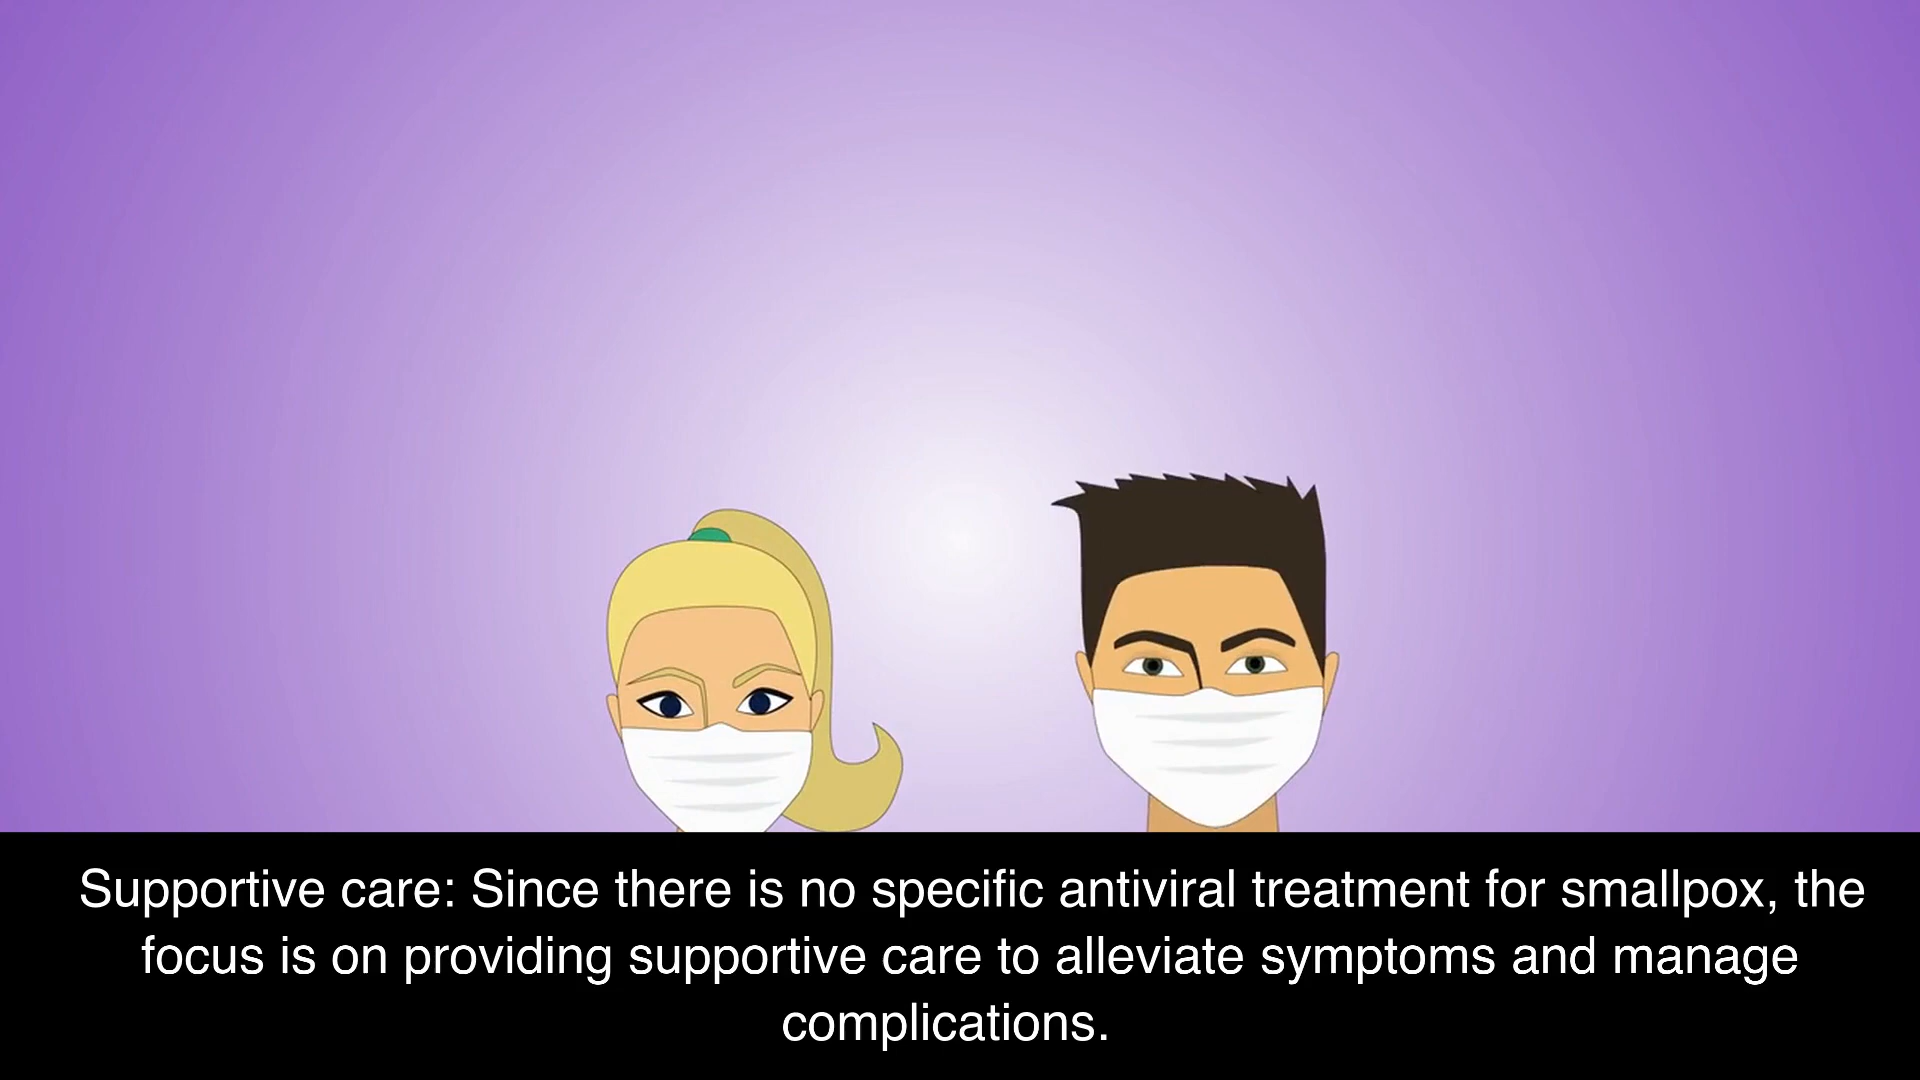 Supportive care: Since there is no specific antiviral treatment for smallpox, the
focus is on providing supportive care to alleviate symptoms and manage
complications.